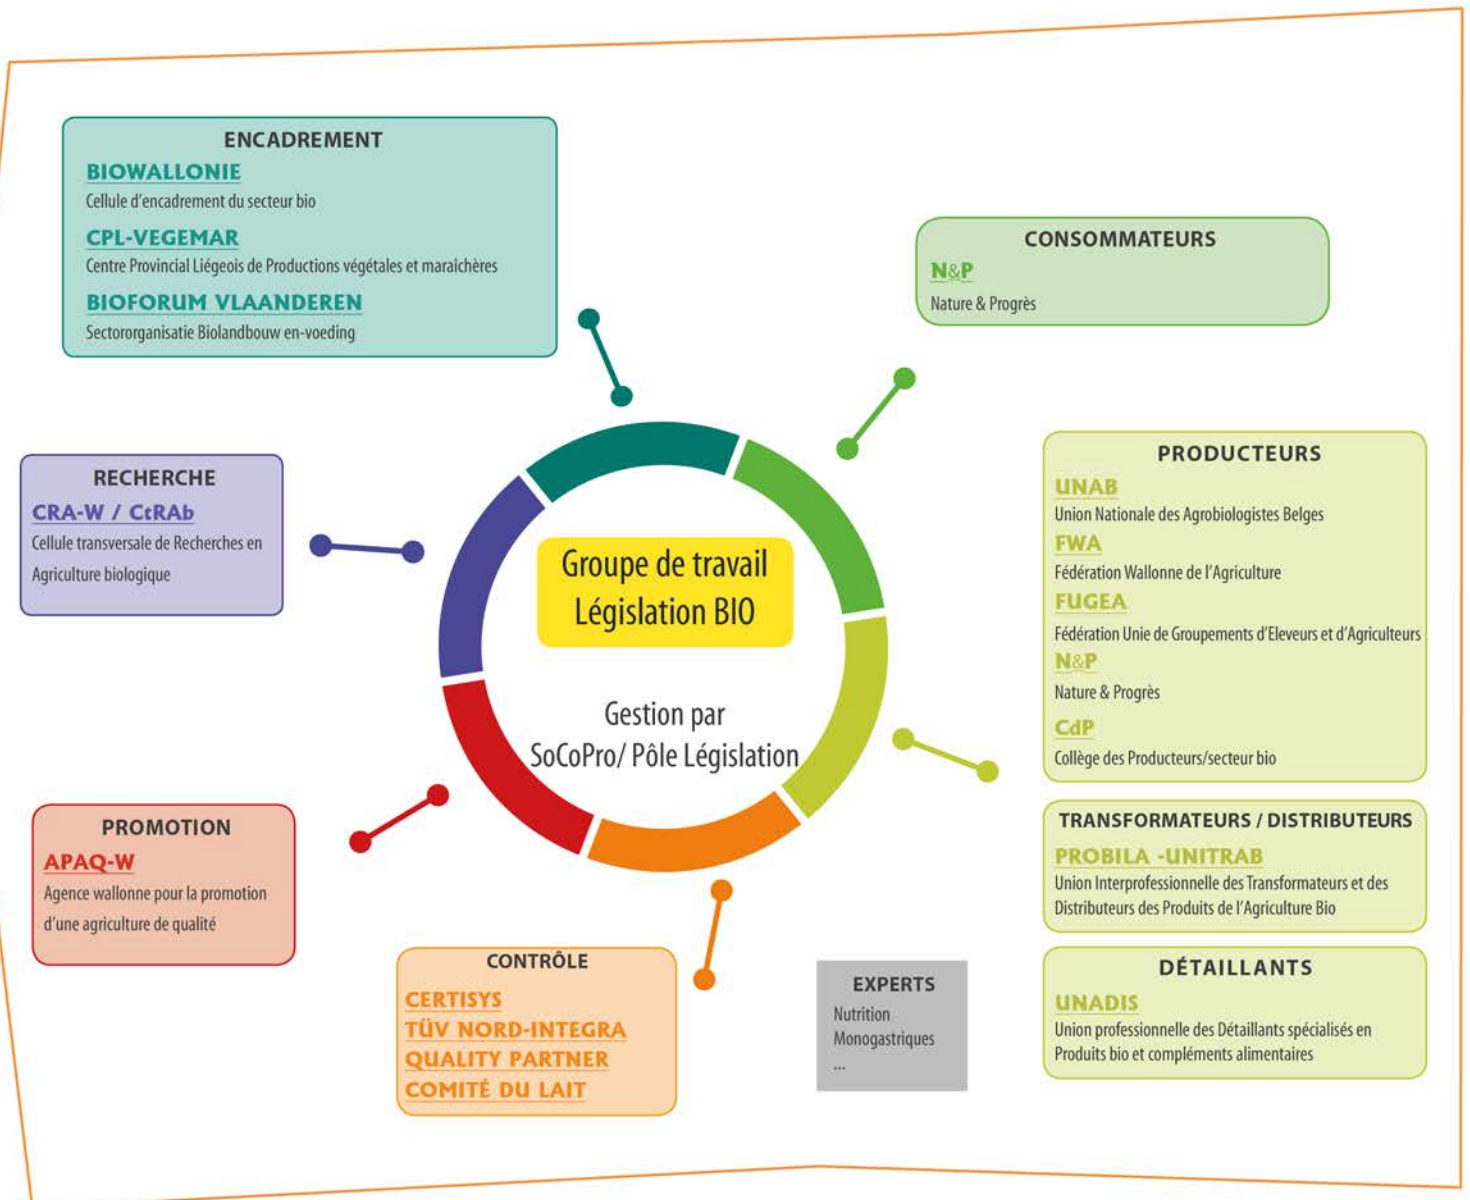 ENCADREMENT
BIOWALLONIE
Cellule d'encadrement du secteur bio
CPL-VEGEMAR
Centre Provincial Liégeois de Productions végétales et maraîchères
BIOFORUM VLAANDEREN
Sectororganisatie Biolandbouw en-voeding
CONSOMMATEURS
N&P
Nature & Progrès
RECHERCHE
CRA-W / CtRAb
Cellule transversale de Recherches en
Agriculture biologique
Groupe de travail
Législation BIO
Gestion par
SoCoPro/ Pôle Législation
PRODUCTEURS
UNAB
Union Nationale des Agrobiologistes Belges
FWA
Fédération Wallonne de l'Agriculture
FUGEA
Fédération Unie de Groupements d'Eleveurs et d'Agriculteurs
N&P
Nature & Progrès
CdP
Collège des Producteurs/secteur bio
PROMOTION
APAQ-W
Agence wallonne pour la promotion
d'une agriculture de qualité
TRANSFORMATEURS / DISTRIBUTEURS
PROBILA -UNITRAB
Union Interprofessionnelle des Transformateurs et des
Distributeurs des Produits de l'Agriculture Bio
CONTRÔLE
CERTISYS
TÜV NORD-INTEGRA
QUALITY PARTNER
COMITÉ DU LAIT
EXPERTS
Nutrition
Monogastriques
...
DÉTAILLANTS
UNADIS
Union professionnelle des Détaillants spécialisés en
Produits bio et compléments alimentaires